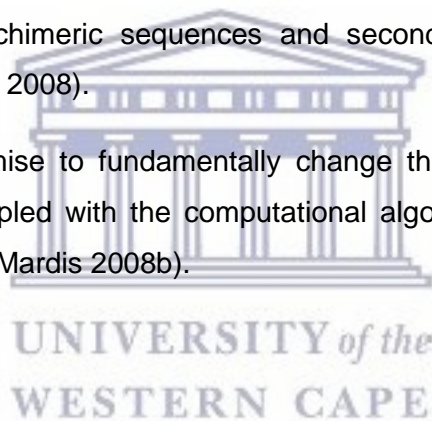 chimeric sequences and second
2008).
mise to fundamentally change th
pled with the computational algo
Mardis 2008b).
UNIVERSITY of the
WESTERN CAPE